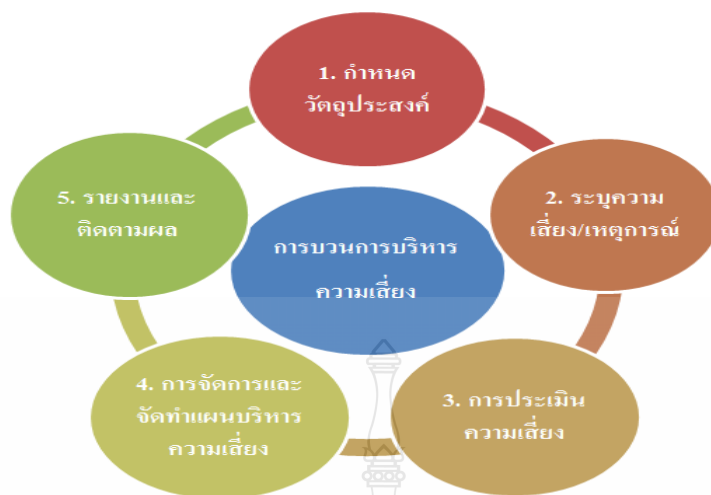 1. กำหนด
วัตถุประสงค์
2. ระบุความ
เสี่ยง/เหตุการณ์
3. การประเมิน
ความเสี่ยง
4. การจัดการและ
จัดทำแผนบริหาร
ความเสี่ยง
5. รายงานและ
ติดตามผล
การบวนการบริหาร
ความเสี่ยง